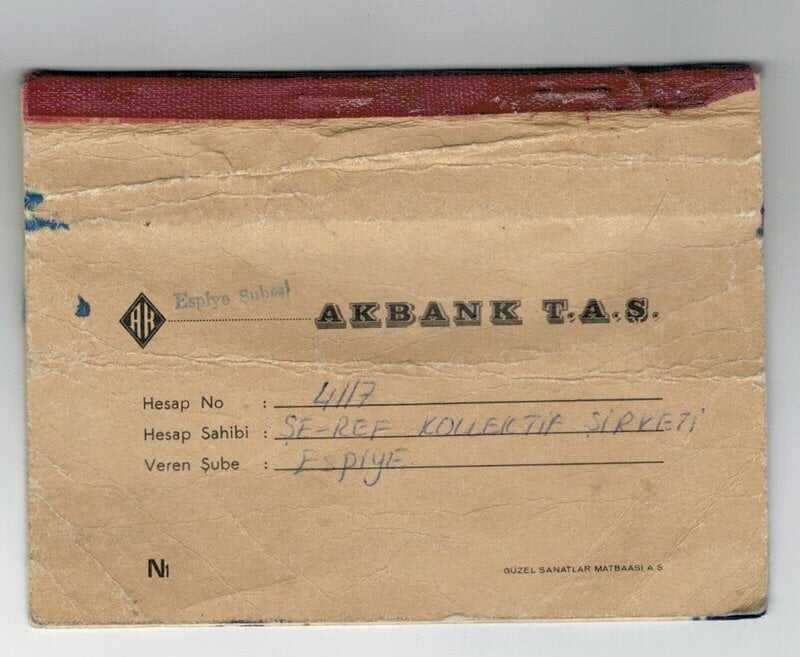 AK Espiye Şubesi AKBANK T.A.Ş.
Hesap No : 4117
Hesap Sahibi : ŞE-REF KOLLEKTİF ŞİRKETİ
Veren Şube : Espiye
N1 GÜZEL SANATLAR MATBAASI A.Ş.